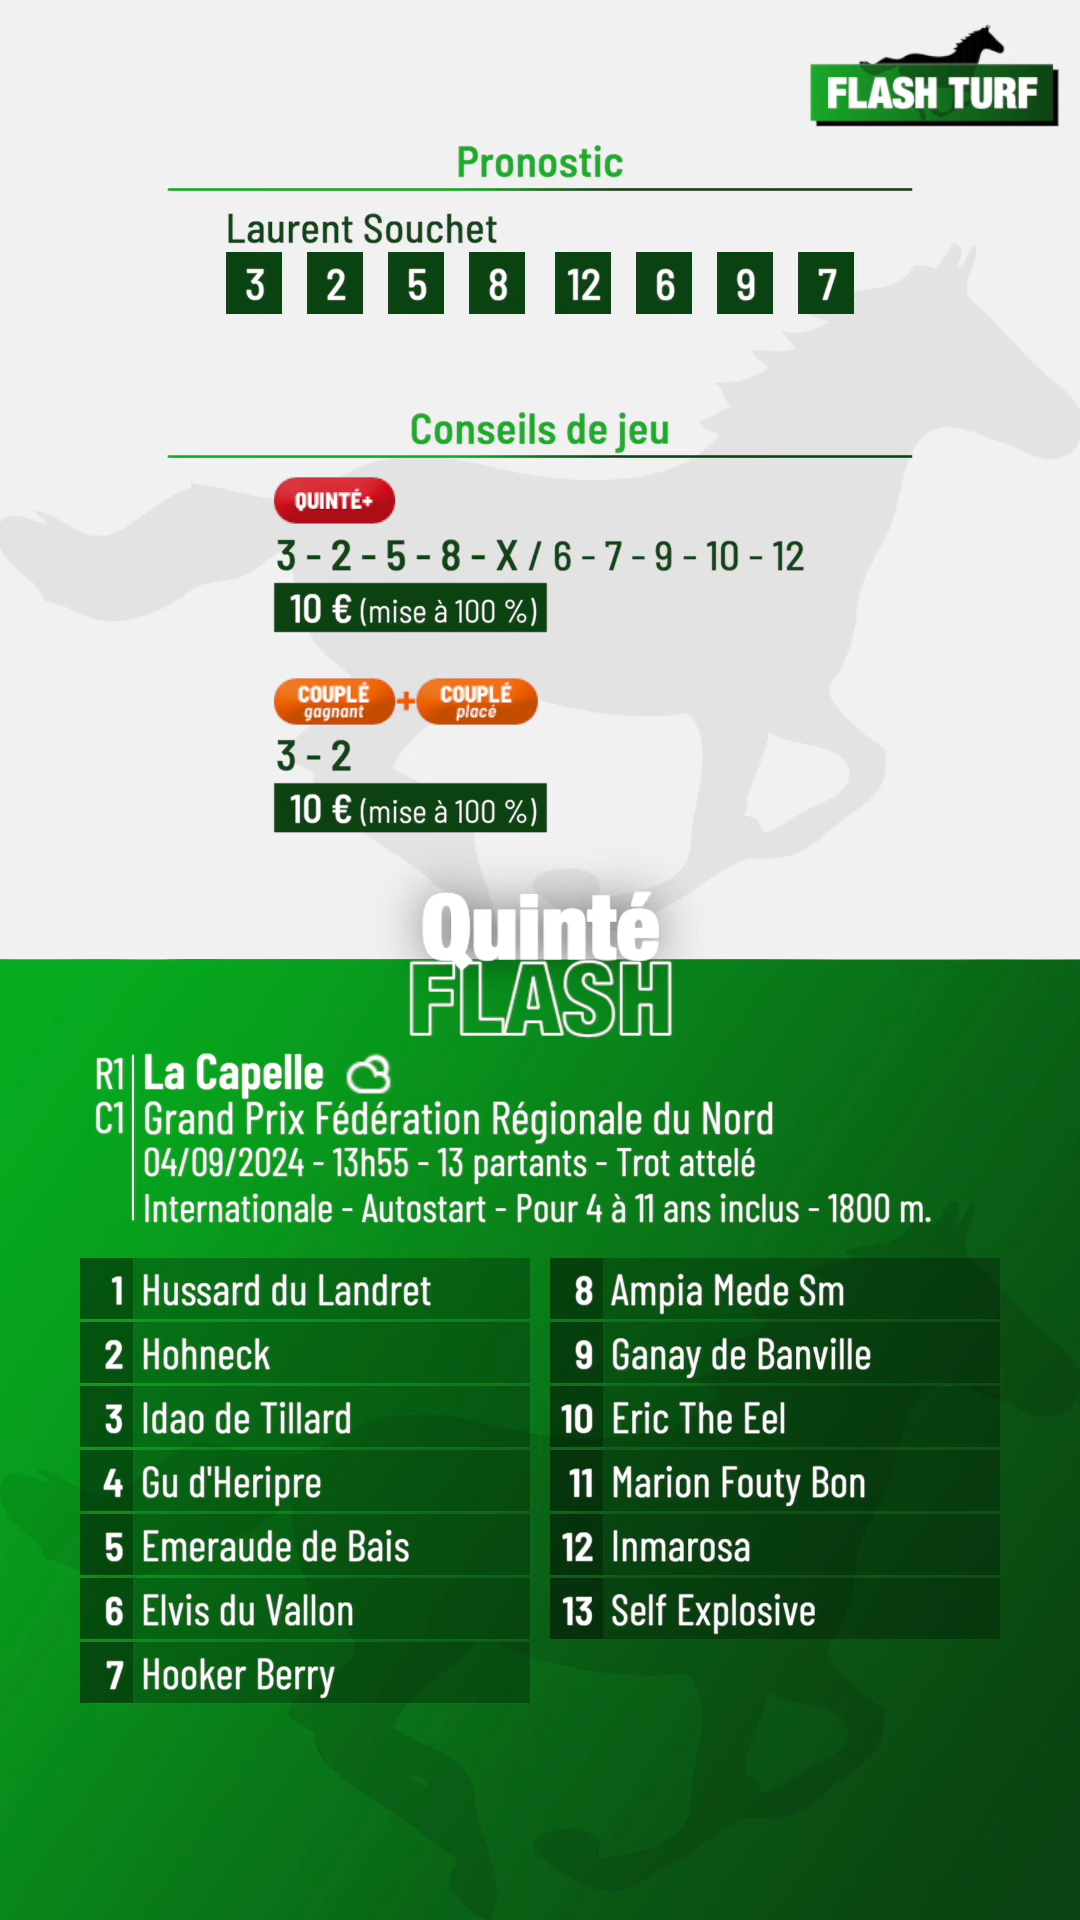 FLASH TURF
Pronostic
Laurent Souchet
3 2 5 8 12 6 9 7
Conseils de jeu
QUINTÉ+
3 - 2 - 5 - 8 - X / 6 - 7 - 9 - 10 - 12
10 € (mise à 100 %)
COUPLÉ gagnant + COUPLÉ placé
3 - 2
10 € (mise à 100 %)
Quinté
FLASH
R1 La Capelle
C1 Grand Prix Fédération Régionale du Nord
04/09/2024 - 13h55 - 13 partants - Trot attelé
Internationale - Autostart - Pour 4 à 11 ans inclus - 1800 m.
1 Hussard du Landret
2 Hohneck
3 Idao de Tillard
4 Gu d'Heripre
5 Emeraude de Bais
6 Elvis du Vallon
7 Hooker Berry
8 Ampia Mede Sm
9 Ganay de Banville
10 Eric The Eel
11 Marion Fouty Bon
12 Inmarosa
13 Self Explosive